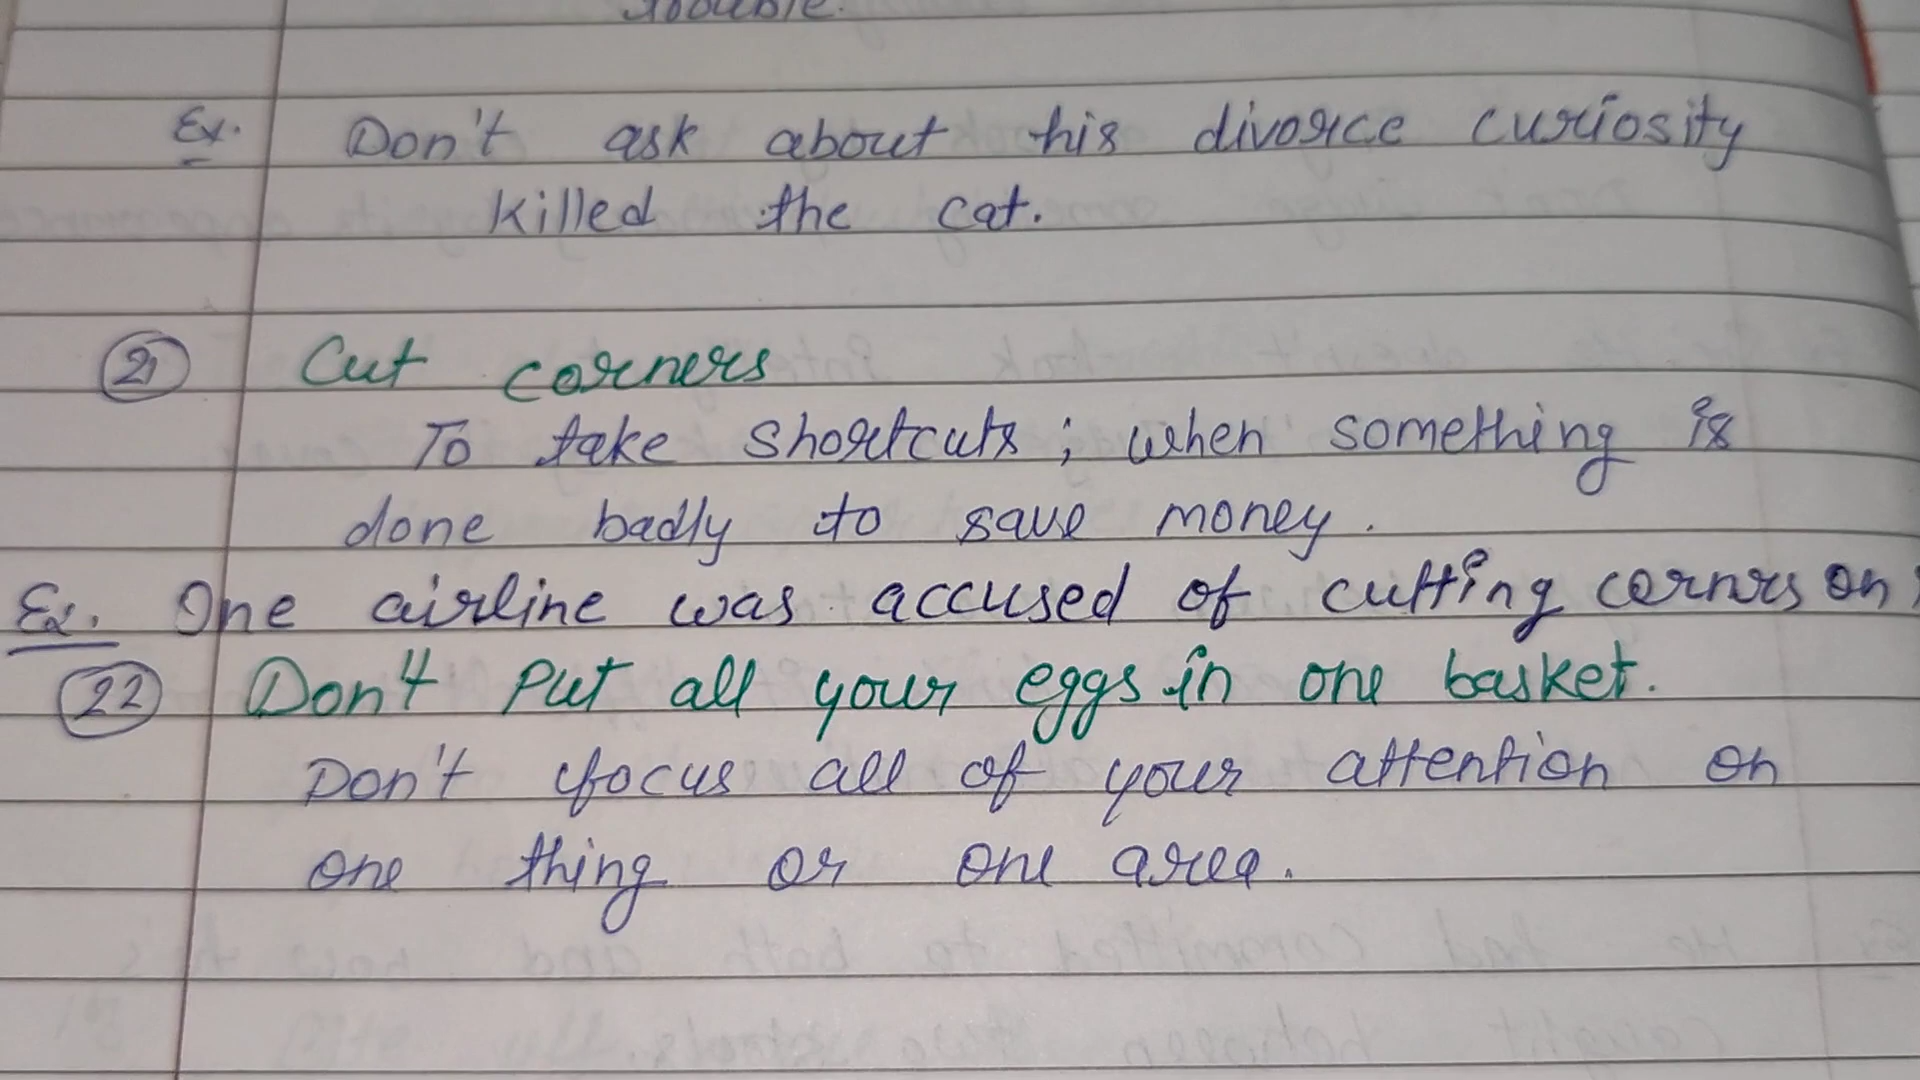 Ex. Don't ask about his divorce curiosity
killed the cat.
21 Cut corners
To take shortcuts ; when something is
done badly to save money.
Ex. One airline was accused of cutting corners on
22 Don't Put all your eggs in one basket.
Don't focus all of your attention on
one thing or one area.